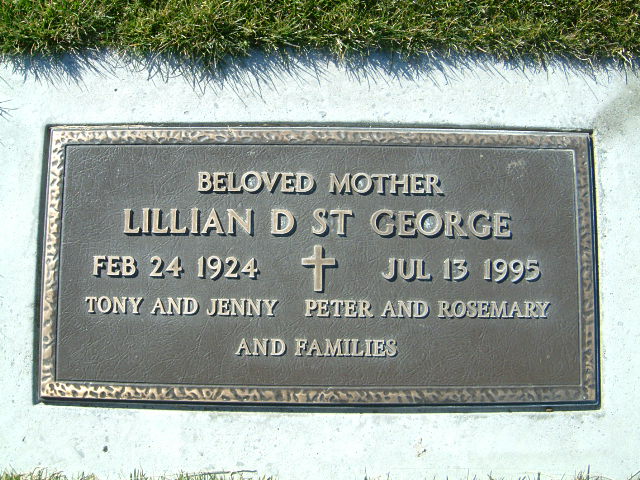 BELOVED MOTHER
LILLIAN D ST GEORGE
FEB 24 1924 JUL 13 1995
TONY AND JENNY PETER AND ROSEMARY
AND FAMILIES